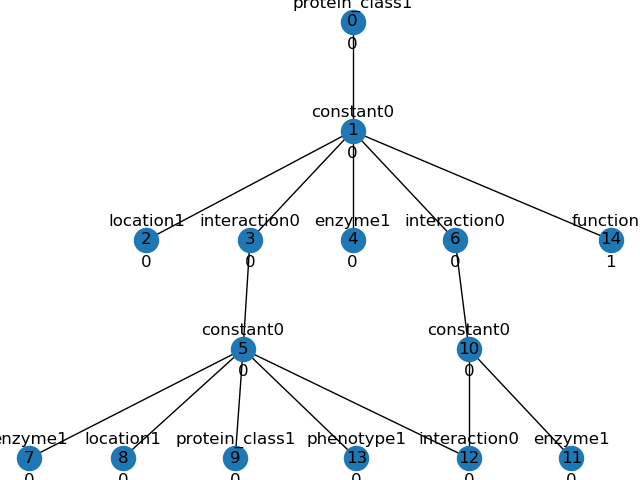 protein_class1
0
0
constant0
1
0
location1 interaction0 enzyme1 interaction0 function
2 3 4 6 14
0 0 0 0 1
constant0 constant0
5 10
0 0
enzyme1 location1 protein_class1 phenotype1 interaction0 enzyme1
7 8 9 13 12 11
0 0 0 0 0 0